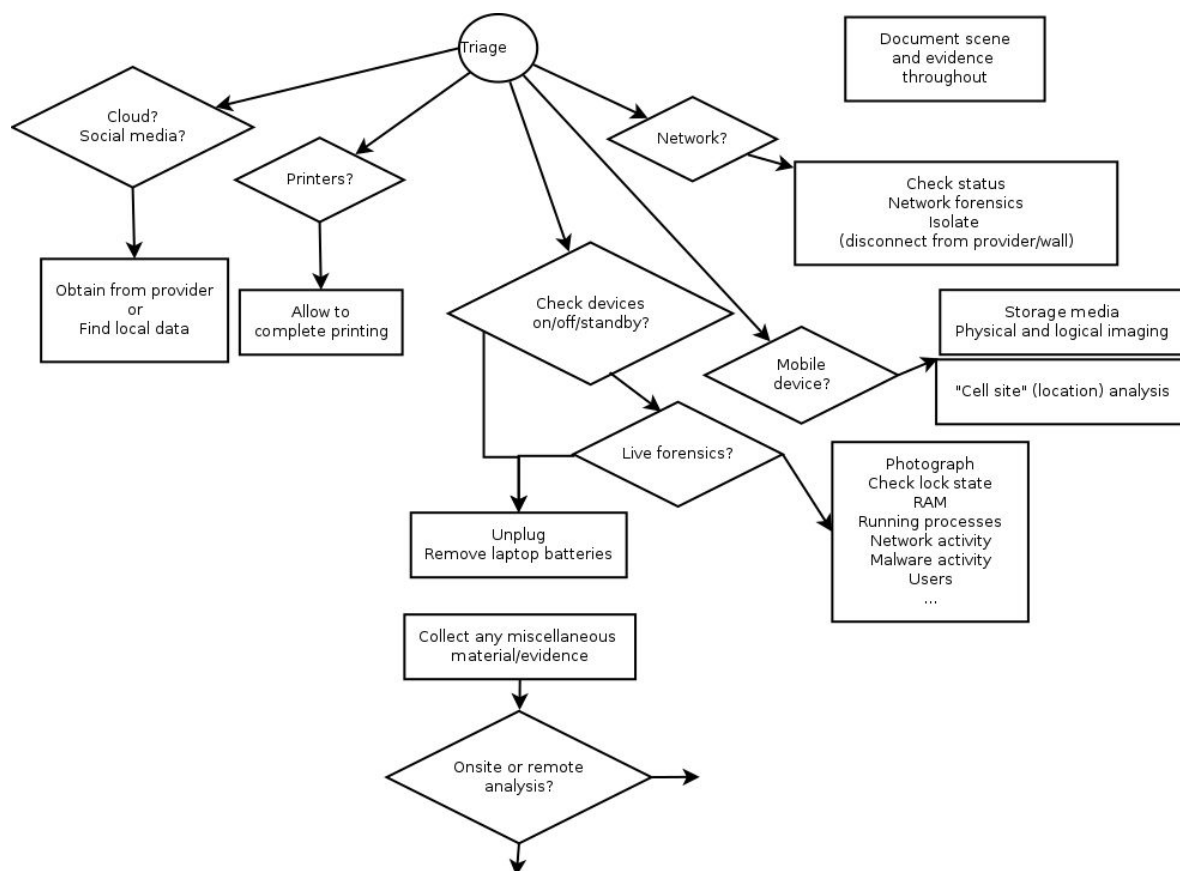 Triage
Document scene
and evidence
throughout
Cloud?
Social media?
Network?
Printers?
Check status
Network forensics
Isolate
(disconnect from provider/wall)
Obtain from provider
or
Find local data
Allow to
complete printing
Check devices
on/off/standby?
Storage media
Physical and logical imaging
Mobile
device?
"Cell site" (location) analysis
Live forensics?
Photograph
Check lock state
RAM
Running processes
Network activity
Malware activity
Users
...
Unplug
Remove laptop batteries
Collect any miscellaneous
material/evidence
Onsite or remote
analysis?